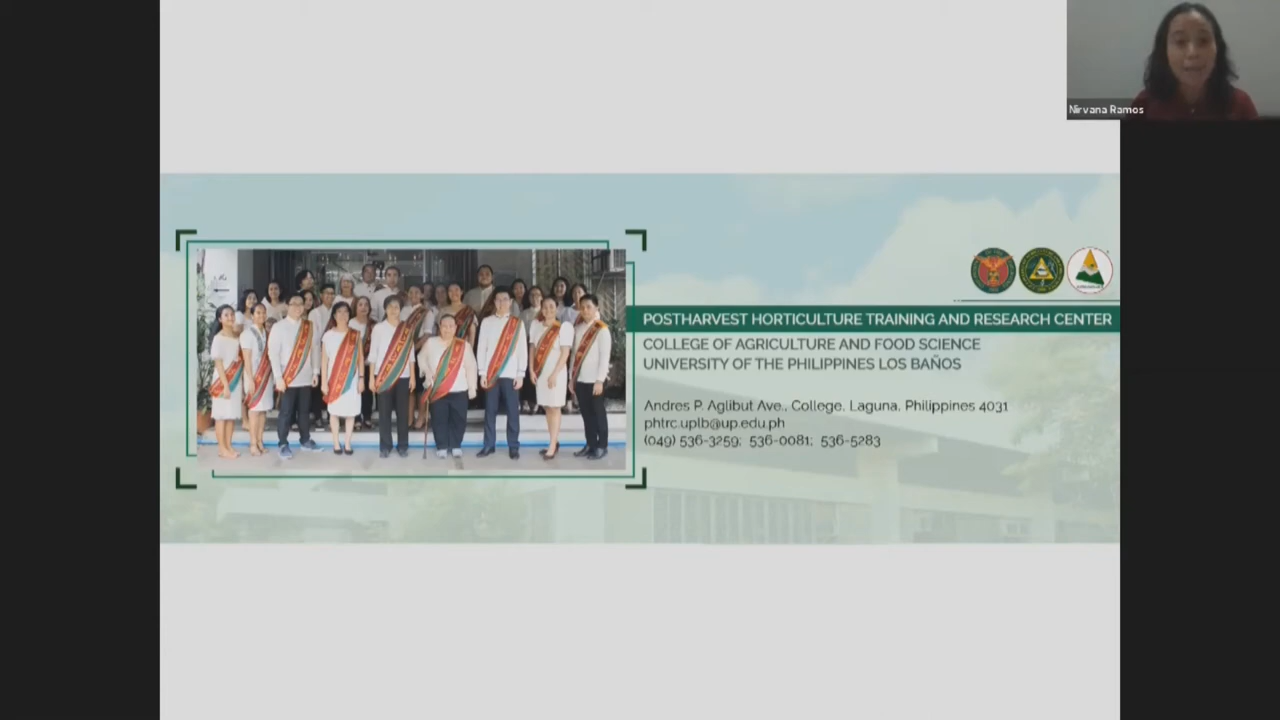 Nirvana Ramos
POSTHARVEST HORTICULTURE TRAINING AND RESEARCH CENTER
COLLEGE OF AGRICULTURE AND FOOD SCIENCE
UNIVERSITY OF THE PHILIPPINES LOS BAÑOS
Andres P. Aglibut Ave., College, Laguna, Philippines 4031
phtrc.uplb@up.edu.ph
(049) 536-3259; 536-0081; 536-5283